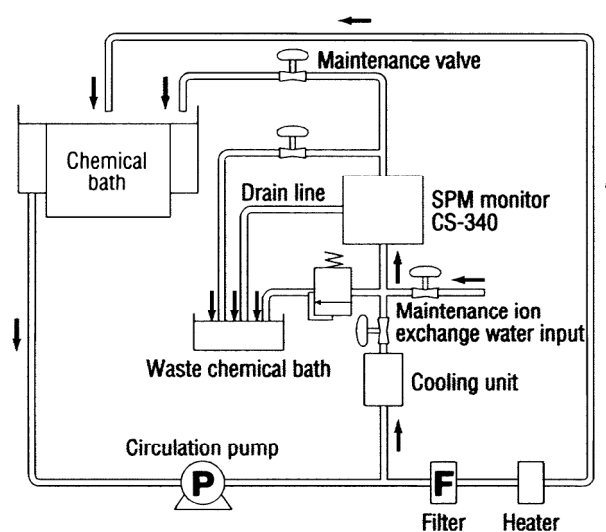 Maintenance valve
Chemical
bath
Drain line
SPM monitor
CS-340
Maintenance ion
exchange water input
Waste chemical bath
Cooling unit
Circulation pump
P
F
Filter
Heater